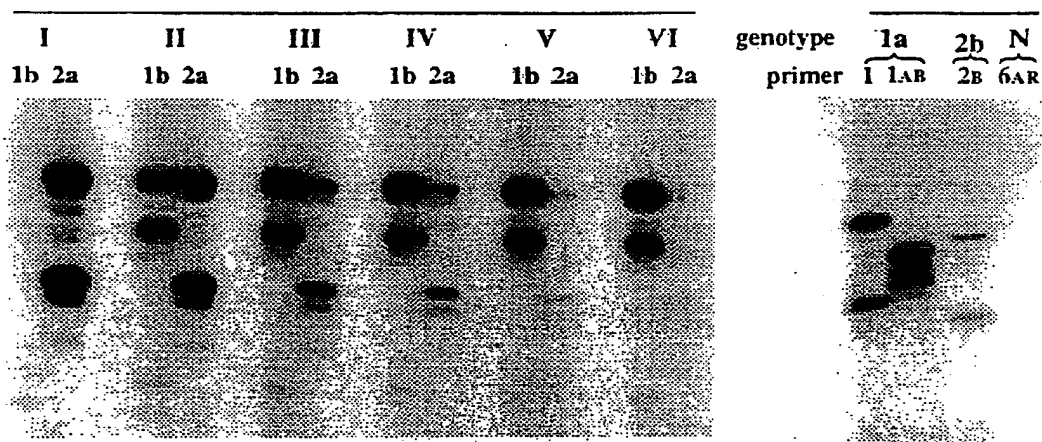 I II III IV V VI genotype 1a 2b N
1b 2a 1b 2a 1b 2a 1b 2a 1b 2a 1b 2a primer 1 1AB 2B 6AR